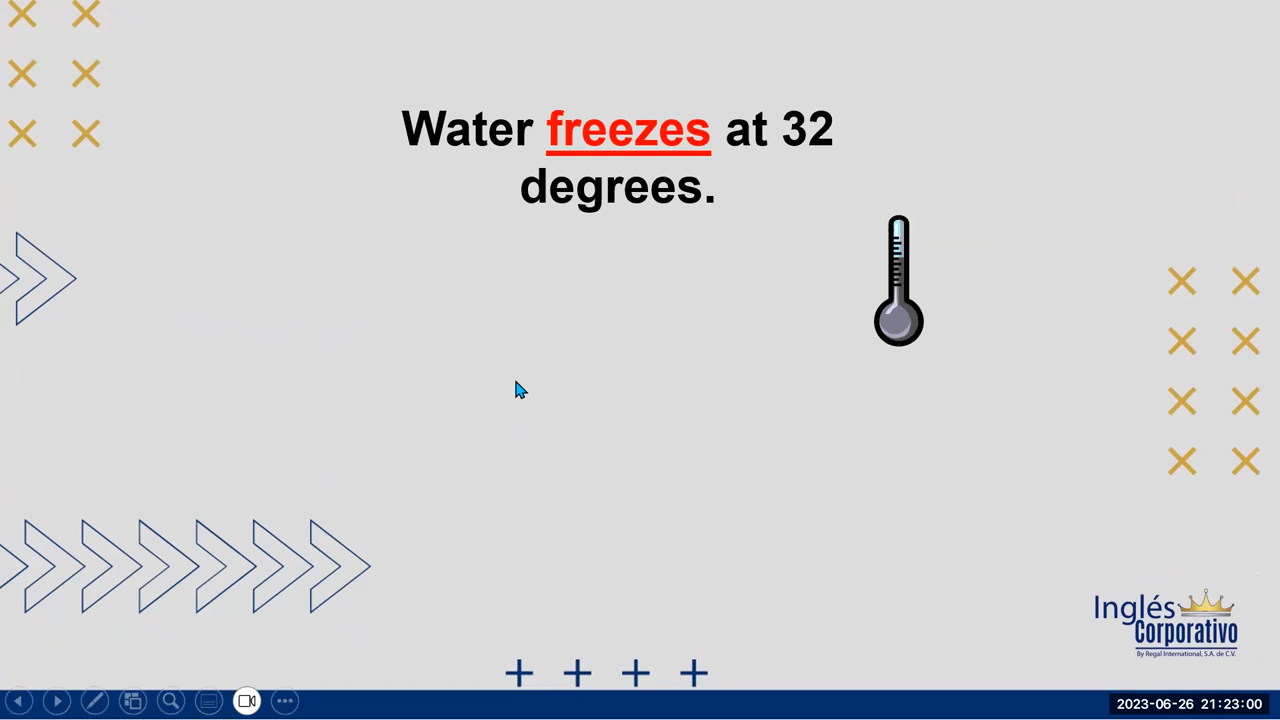 Water freezes at 32
degrees.
Inglés
Corporativo
By Regal International, S.A. de C.V.
2023-06-26 21:23:00